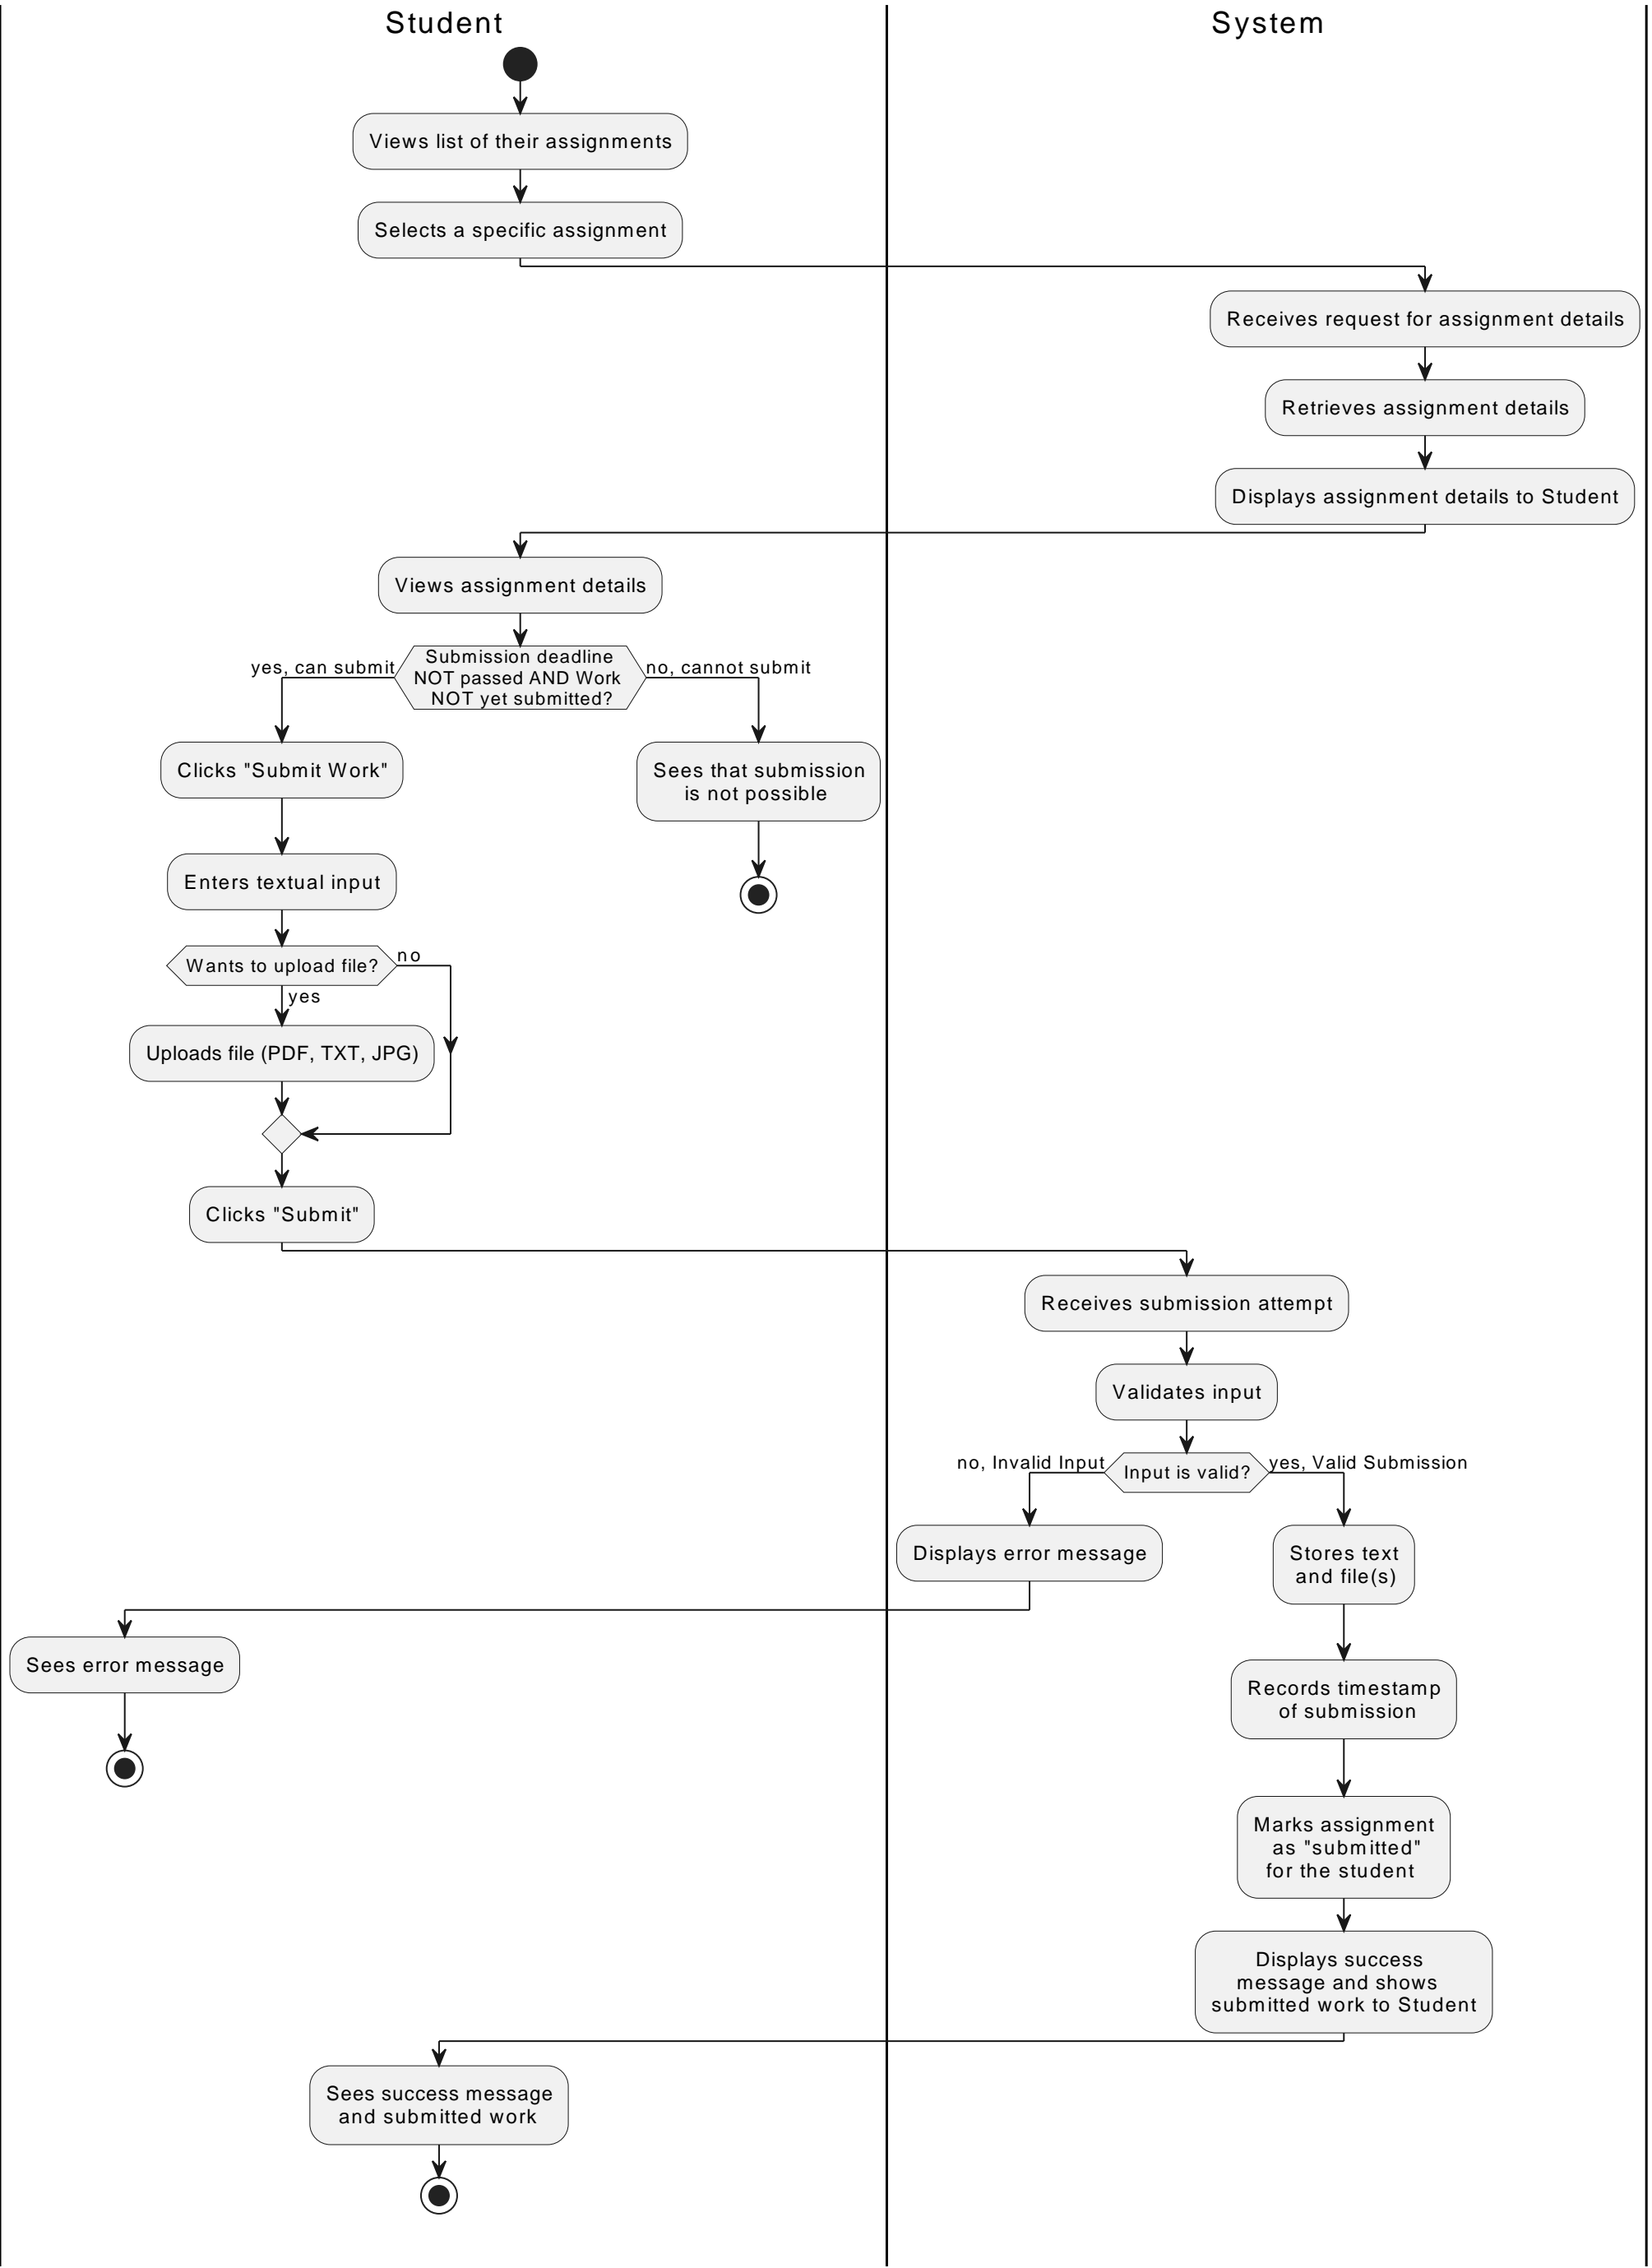 Student
System
Views list of their assignments
Selects a specific assignment
Receives request for assignment details
Retrieves assignment details
Displays assignment details to Student
Views assignment details
yes, can submit
Submission deadline
NOT passed AND Work
NOT yet submitted?
no, cannot submit
Clicks "Submit Work"
Sees that submission
is not possible
Enters textual input
Wants to upload file?
no
yes
Uploads file (PDF, TXT, JPG)
Clicks "Submit"
Receives submission attempt
Validates input
no, Invalid Input
Input is valid?
yes, Valid Submission
Displays error message
Stores text
and file(s)
Sees error message
Records timestamp
of submission
Marks assignment
as "submitted"
for the student
Displays success
message and shows
submitted work to Student
Sees success message
and submitted work